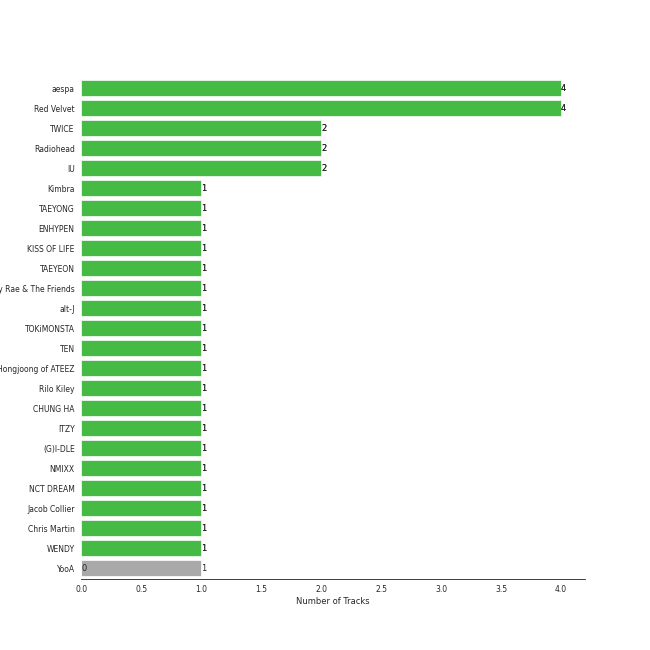 aespa 4
Red Velvet 4
TWICE 2
Radiohead 2
IU 2
Kimbra 1
TAEYONG 1
ENHYPEN 1
KISS OF LIFE 1
TAEYEON 1
y Rae & The Friends 1
alt-J 1
TOKiMONSTA 1
TEN 1
Hongjoong of ATEEZ 1
Rilo Kiley 1
CHUNG HA 1
ITZY 1
(G)I-DLE 1
NMIXX 1
NCT DREAM 1
Jacob Collier 1
Chris Martin 1
WENDY 1
YooA 0 1
0.0 0.5 1.0 1.5 2.0 2.5 3.0 3.5 4.0
Number of Tracks